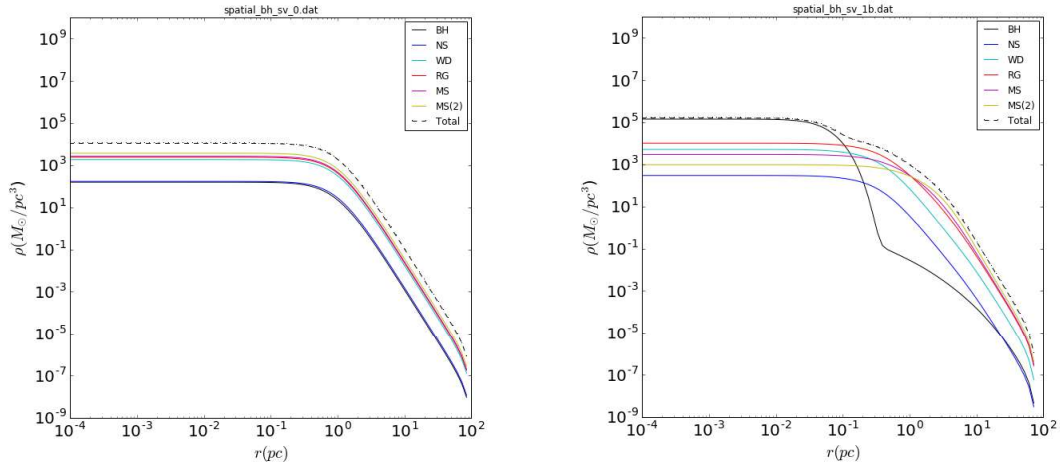 spatial_bh_sv_0.dat
10^9
10^7
10^5
10^3
10^1
10^-1
10^-3
10^-5
10^-7
10^-9
ρ(M⊙/pc^3)
BH
NS
WD
RG
MS
MS(2)
Total
10^-4 10^-3 10^-2 10^-1 10^0 10^1 10^2
r(pc)
spatial_bh_sv_1b.dat
10^9
10^7
10^5
10^3
10^1
10^-1
10^-3
10^-5
10^-7
10^-9
ρ(M⊙/pc^3)
BH
NS
WD
RG
MS
MS(2)
Total
10^-4 10^-3 10^-2 10^-1 10^0 10^1 10^2
r(pc)